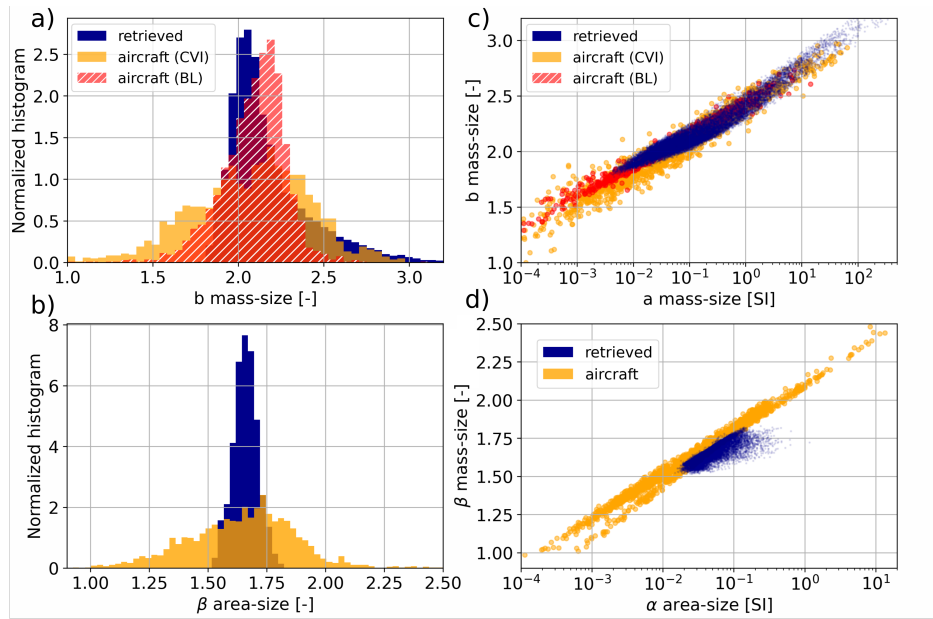 a)
retrieved
aircraft (CVI)
aircraft (BL)
Normalized histogram
2.5
2.0
1.5
1.0
0.5
0.0
1.0 1.5 2.0 2.5 3.0
b mass-size [-]
c)
retrieved
aircraft (CVI)
aircraft (BL)
b mass-size [-]
3.0
2.5
2.0
1.5
1.0
10⁻⁴ 10⁻³ 10⁻² 10⁻¹ 10⁰ 10¹ 10²
a mass-size [SI]
b)
Normalized histogram
8
6
4
2
0
1.00 1.25 1.50 1.75 2.00 2.25 2.50
β area-size [-]
d)
retrieved
aircraft
β mass-size [-]
2.50
2.25
2.00
1.75
1.50
1.25
1.00
10⁻⁴ 10⁻³ 10⁻² 10⁻¹ 10⁰ 10¹
α area-size [SI]